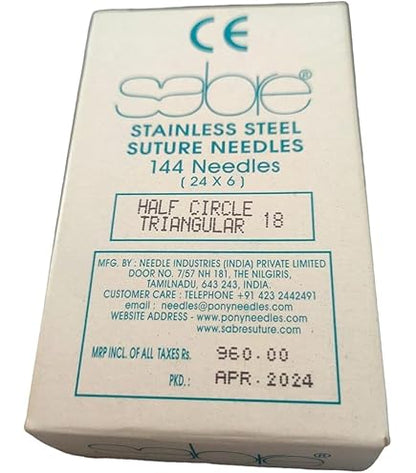 CE
sabre®
STAINLESS STEEL
SUTURE NEEDLES
144 Needles
( 24 X 6 )
HALF CIRCLE
TRIANGULAR 18
MFG. BY : NEEDLE INDUSTRIES (INDIA) PRIVATE LIMITED
DOOR NO. 7/57 NH 181, THE NILGIRIS,
TAMILNADU, 643 243, INDIA.
CUSTOMER CARE : TELEPHONE +91 423 2442491
email : needles@ponyneedles.com
WEBSITE ADDRESS - www.ponyneedles.com
www.sabresuture.com
MRP INCL. OF ALL TAXES Rs. 960.00
PKD.: APR. 2024